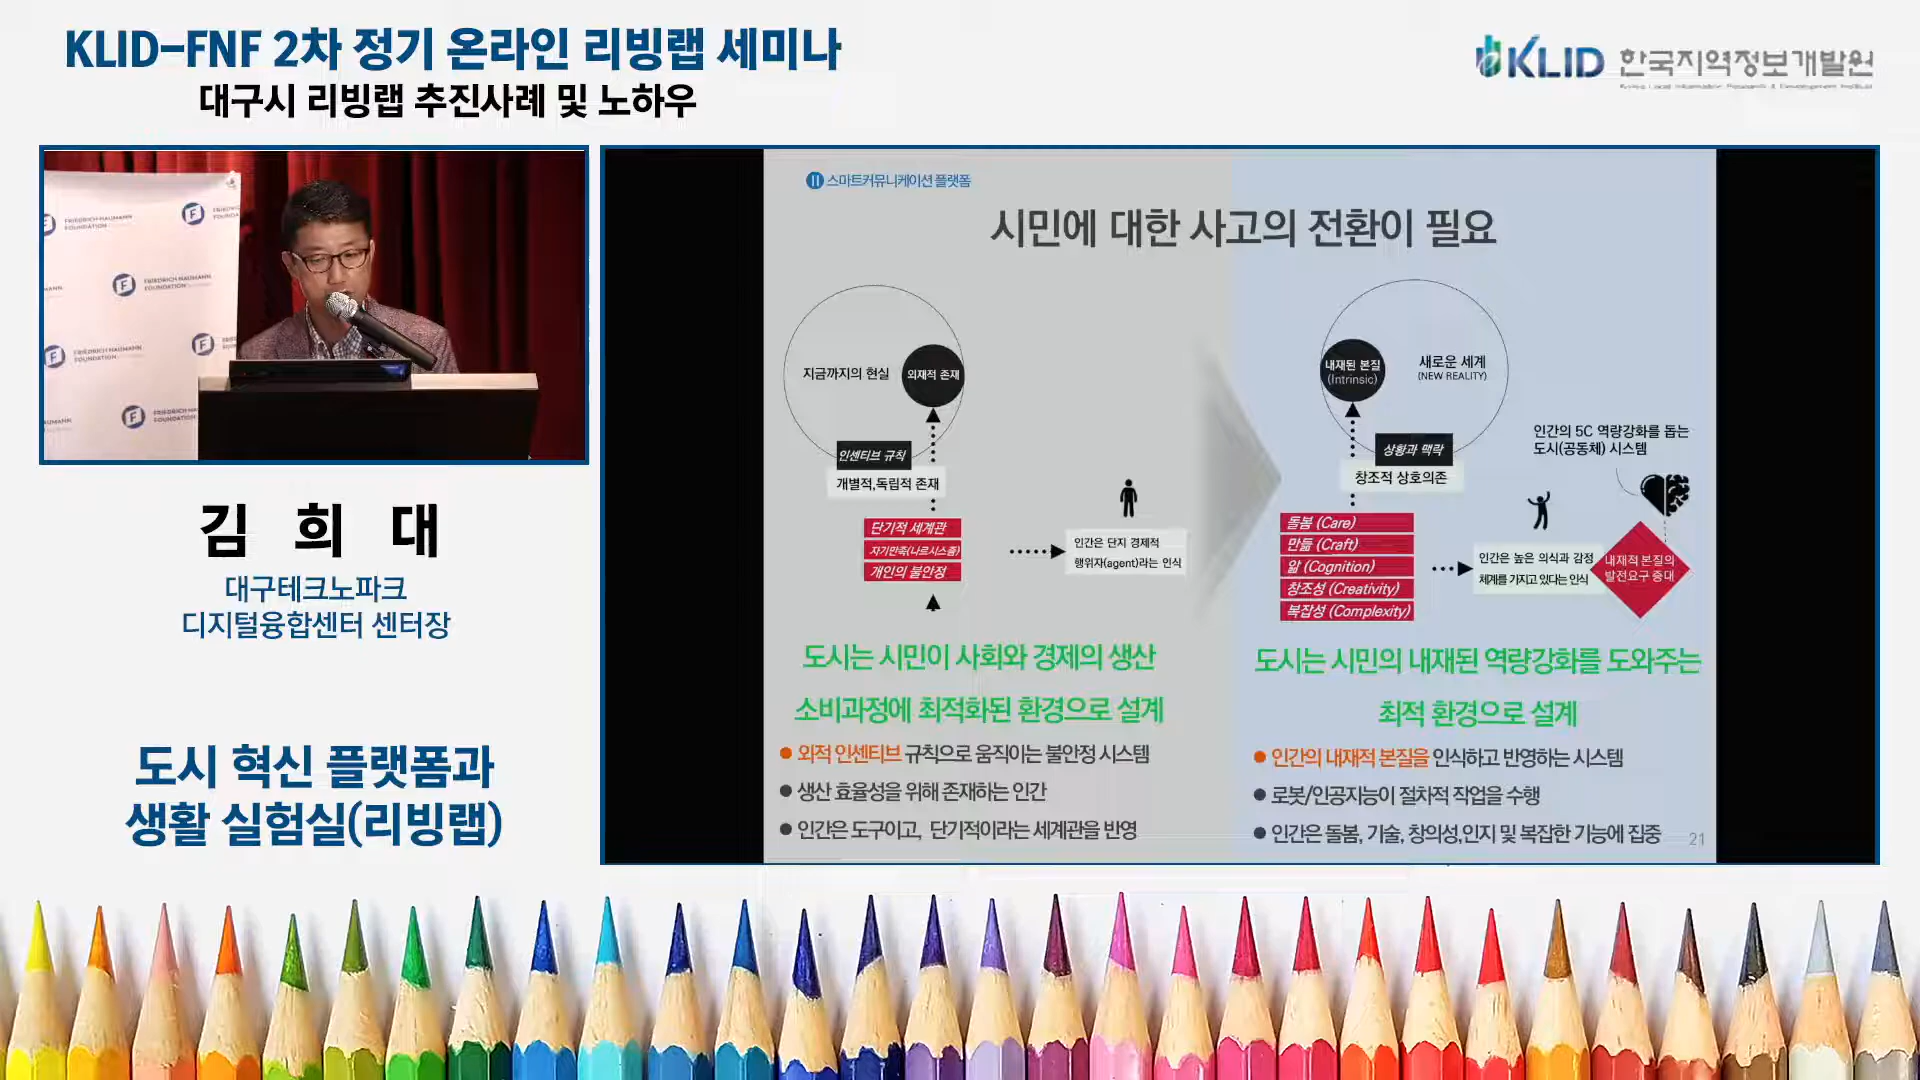 KLID-FNF 2차 정기 온라인 리빙랩 세미나
대구시 리빙랩 추진사례 및 노하우
KLID 한국지역정보개발원
FRIEDRICH NAUMANN
FOUNDATION
김 희 대
대구테크노파크
디지털융합센터 센터장
도시 혁신 플랫폼과
생활 실험실(리빙랩)
II 스마트커뮤니케이션 플랫폼
시민에 대한 사고의 전환이 필요
지금까지의 현실
외재적 존재
인센티브 규칙
개별적,독립적 존재
단기적 세계관
자기만족(나르시스즘)
개인의 불안정
인간은 단지 경제적
행위자(agent)라는 인식
도시는 시민이 사회와 경제의 생산
소비과정에 최적화된 환경으로 설계
● 외적 인센티브 규칙으로 움직이는 불안정 시스템
● 생산 효율성을 위해 존재하는 인간
● 인간은 도구이고, 단기적이라는 세계관을 반영
내재된 본질
(Intrinsic)
새로운 세계
(NEW REALITY)
상황과 맥락
창조적 상호의존
돌봄 (Care)
만듦 (Craft)
앎 (Cognition)
창조성 (Creativity)
복잡성 (Complexity)
인간의 5C 역량강화를 돕는
도시(공동체) 시스템
인간은 높은 의식과 감정
체계를 가지고 있다는 인식
내재적 본질의
발전요구 증대
도시는 시민의 내재된 역량강화를 도와주는
최적 환경으로 설계
● 인간의 내재적 본질을 인식하고 반영하는 시스템
● 로봇/인공지능이 절차적 작업을 수행
● 인간은 돌봄, 기술, 창의성,인지 및 복잡한 기능에 집중
21